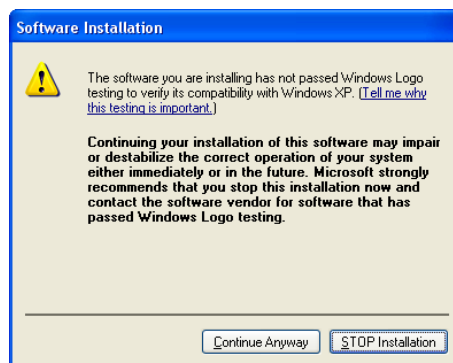 Software Installation
The software you are installing has not passed Windows Logo
testing to verify its compatibility with Windows XP. (Tell me why
this testing is important.)
Continuing your installation of this software may impair
or destabilize the correct operation of your system
either immediately or in the future. Microsoft strongly
recommends that you stop this installation now and
contact the software vendor for software that has
passed Windows Logo testing.
Continue Anyway
STOP Installation